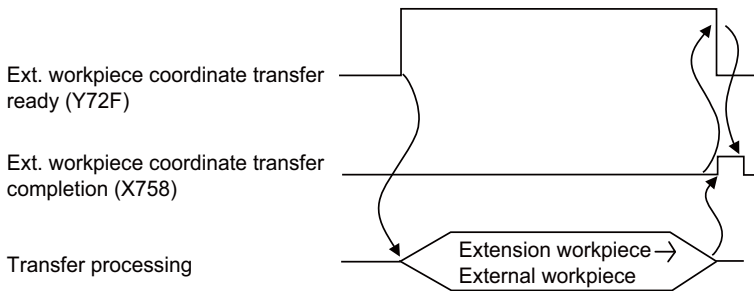 Ext. workpiece coordinate transfer
ready (Y72F)
Ext. workpiece coordinate transfer
completion (X758)
Transfer processing
Extension workpiece →
External workpiece